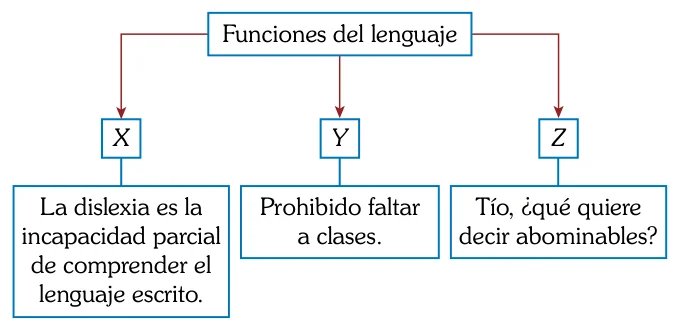 Funciones del lenguaje
X
Y
Z
La dislexia es la
incapacidad parcial
de comprender el
lenguaje escrito.
Prohibido faltar
a clases.
Tío, ¿qué quiere
decir abominables?